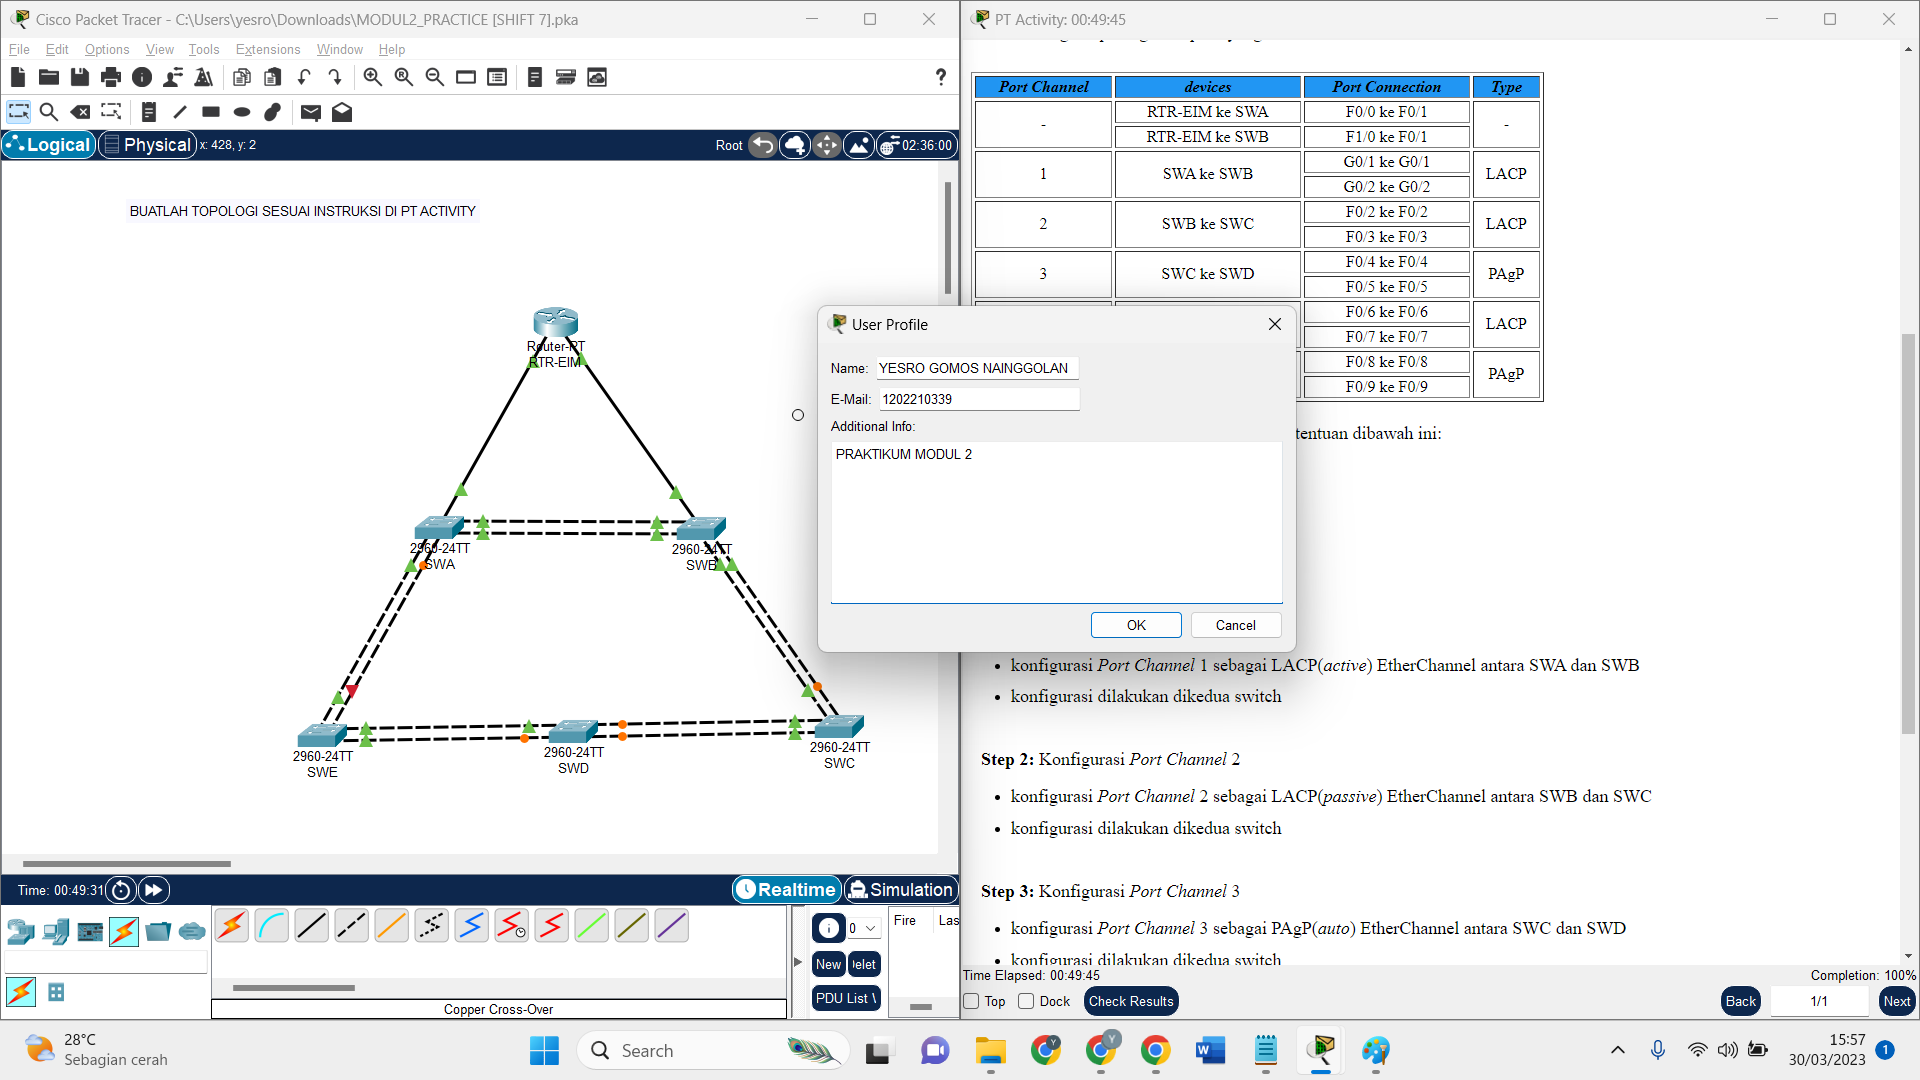 Cisco Packet Tracer - C:\Users\yesro\Downloads\MODUL2_PRACTICE [SHIFT 7].pka
File Edit Options View Tools Extensions Window Help
Logical Physical x: 428, y: 2 Root 02:36:00
BUATLAH TOPOLOGI SESUAI INSTRUKSI DI PT ACTIVITY
Router-PT
RTR-EIM
2960-24TT
SWA
2960-24TT
SWB
2960-24TT
SWE
2960-24TT
SWD
2960-24TT
SWC
Time: 00:49:31 Realtime Simulation
0
Fire Las
New elet
PDU List
Copper Cross-Over
PT Activity: 00:49:45
Port Channel devices Port Connection Type
- RTR-EIM ke SWA F0/0 ke F0/1 -
RTR-EIM ke SWB F1/0 ke F0/1
1 SWA ke SWB G0/1 ke G0/1 LACP
G0/2 ke G0/2
2 SWB ke SWC F0/2 ke F0/2 LACP
F0/3 ke F0/3
3 SWC ke SWD F0/4 ke F0/4 PAgP
F0/5 ke F0/5
F0/6 ke F0/6 LACP
F0/7 ke F0/7
F0/8 ke F0/8 PAgP
F0/9 ke F0/9
tentuan dibawah ini:
User Profile
Name: YESRO GOMOS NAINGGOLAN
E-Mail: 1202210339
Additional Info:
PRAKTIKUM MODUL 2
OK Cancel
• konfigurasi Port Channel 1 sebagai LACP(active) EtherChannel antara SWA dan SWB
• konfigurasi dilakukan dikedua switch
Step 2: Konfigurasi Port Channel 2
• konfigurasi Port Channel 2 sebagai LACP(passive) EtherChannel antara SWB dan SWC
• konfigurasi dilakukan dikedua switch
Step 3: Konfigurasi Port Channel 3
• konfigurasi Port Channel 3 sebagai PAgP(auto) EtherChannel antara SWC dan SWD
• konfigurasi dilakukan dikedua switch
Time Elapsed: 00:49:45 Completion: 100%
Top Dock Check Results Back 1/1 Next
28°C
Sebagian cerah
Search
15:57
30/03/2023
1